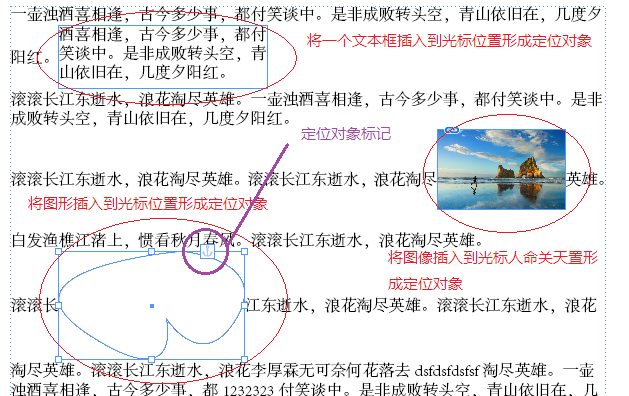 一壶浊酒喜相逢，古今多少事，都付笑谈中。是非成败转头空，青山依旧在，几度夕
阳红。
酒喜相逢，古今多少事，都付
笑谈中。是非成败转头空，青
山依旧在，几度夕阳红。
将一个文本框插入到光标位置形成定位对象
滚滚长江东逝水，浪花淘尽英雄。一壶浊酒喜相逢，古今多少事，都付笑谈中。是非
成败转头空，青山依旧在，几度夕阳红。
定位对象标记
滚滚长江东逝水，浪花淘尽英雄。滚滚长江东逝水，浪花淘尽
英雄。
将图形插入到光标位置形成定位对象
白发渔樵江渚上，惯看秋月春风。滚滚长江东逝水，浪花淘尽英雄。
将图像插入到光标人命关天置形
成定位对象
滚滚长
江东逝水，浪花淘尽英雄。滚滚长江东逝水，浪花
淘尽英雄。滚滚长江东逝水，浪花李厚霖无可奈何花落去 dsfdsfdsfsf 淘尽英雄。一壶
浊酒喜相逢，古今多少事，都 1232323 付笑谈中。是非成败转头空，青山依旧在，几